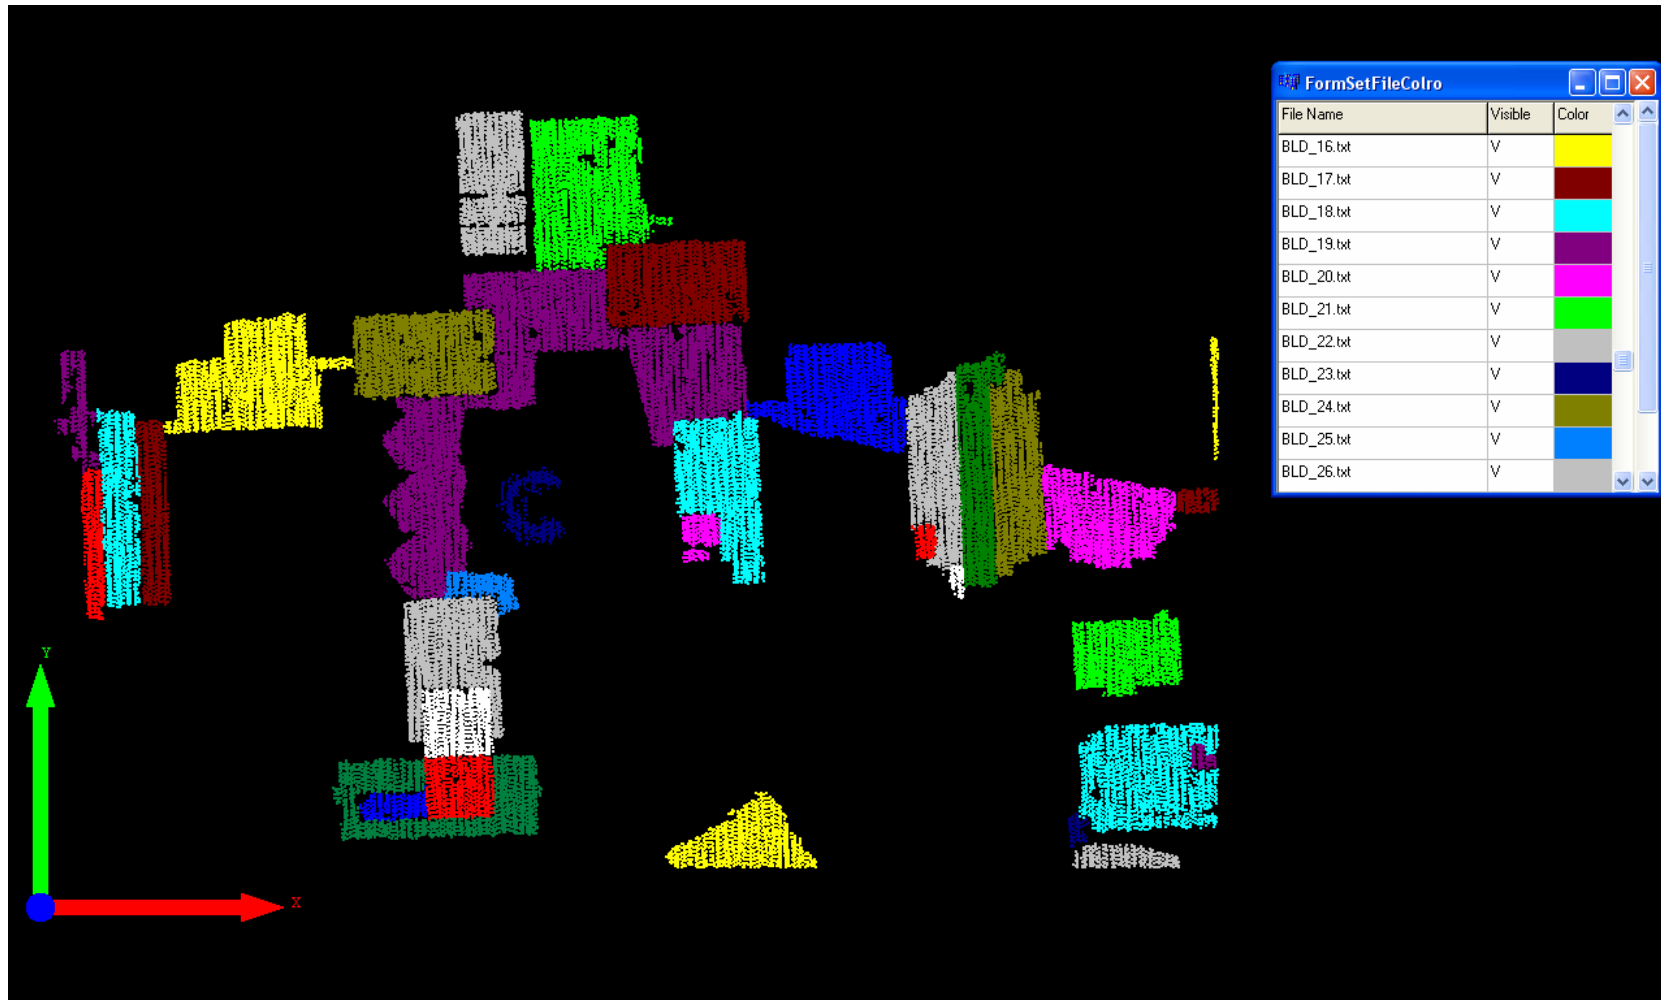 FormSetFileColro
File Name Visible Color
BLD_16.txt V
BLD_17.txt V
BLD_18.txt V
BLD_19.txt V
BLD_20.txt V
BLD_21.txt V
BLD_22.txt V
BLD_23.txt V
BLD_24.txt V
BLD_25.txt V
BLD_26.txt V
Y
X